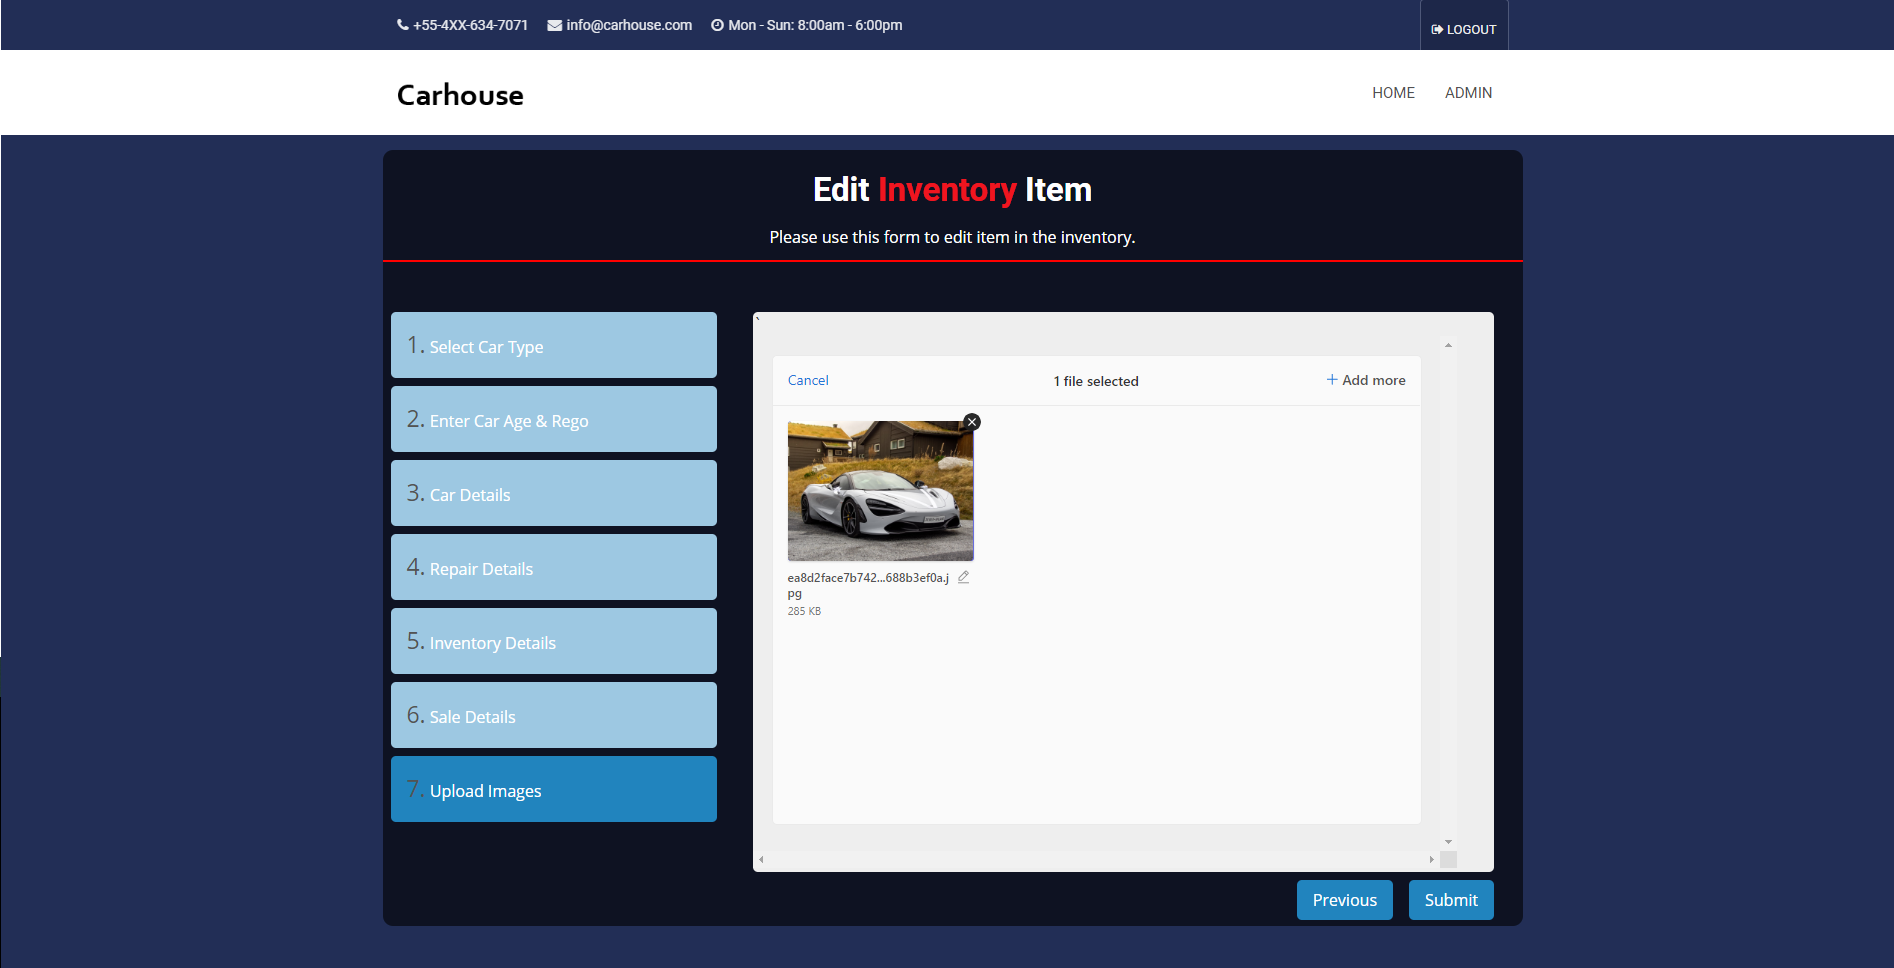 +55-4XX-634-7071 info@carhouse.com Mon - Sun: 8:00am - 6:00pm LOGOUT
Carhouse HOME ADMIN
Edit Inventory Item
Please use this form to edit item in the inventory.
1. Select Car Type
2. Enter Car Age & Rego
3. Car Details
4. Repair Details
5. Inventory Details
6. Sale Details
7. Upload Images
`
Cancel 1 file selected + Add more
ea8d2face7b742...688b3ef0a.j
pg
285 KB
Previous Submit